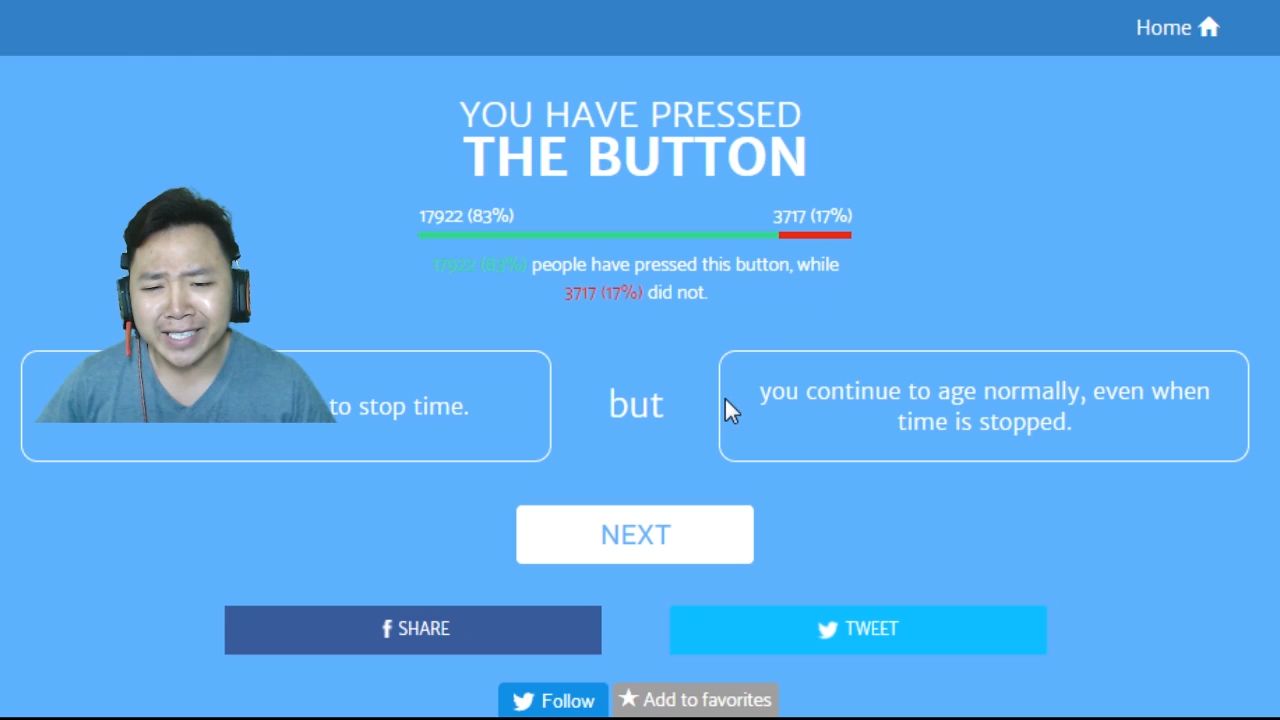 Home
YOU HAVE PRESSED
THE BUTTON
17922 (83%) 3717 (17%)
17922 (83%) people have pressed this button, while
3717 (17%) did not.
to stop time.
but
you continue to age normally, even when
time is stopped.
NEXT
f SHARE
TWEET
Follow
Add to favorites